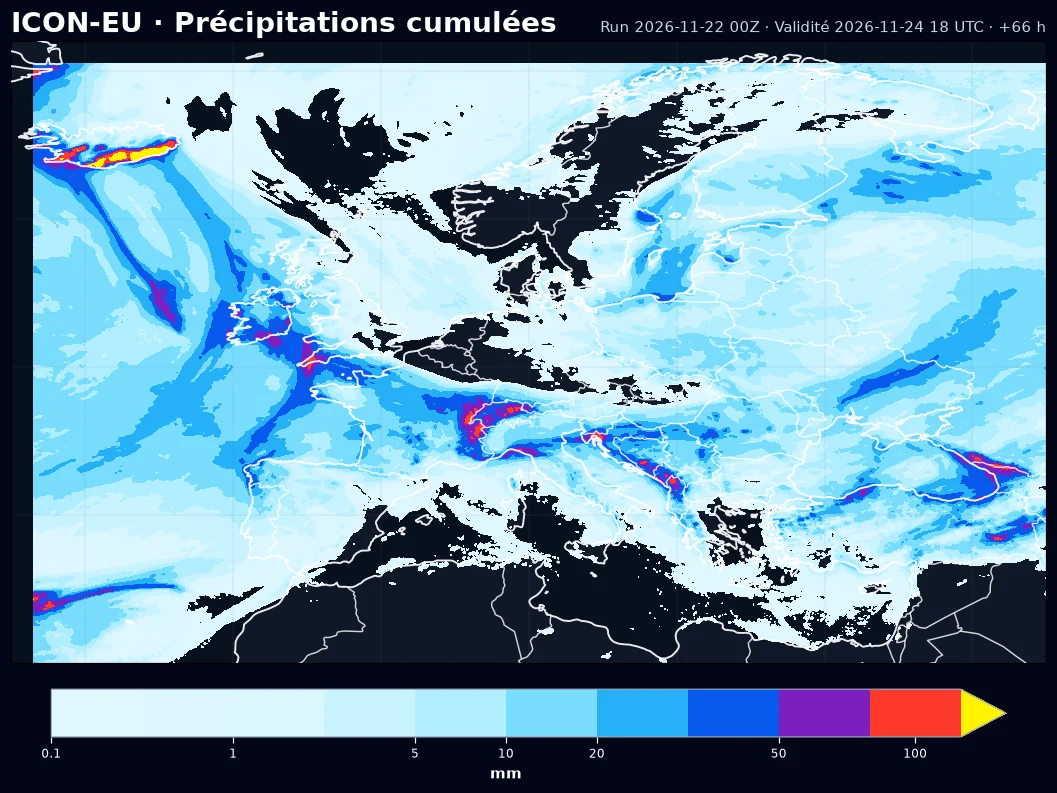 ICON-EU · Précipitations cumulées
Run 2026-11-22 00Z · Validité 2026-11-24 18 UTC · +66 h
0.1 1 5 10 20 50 100
mm